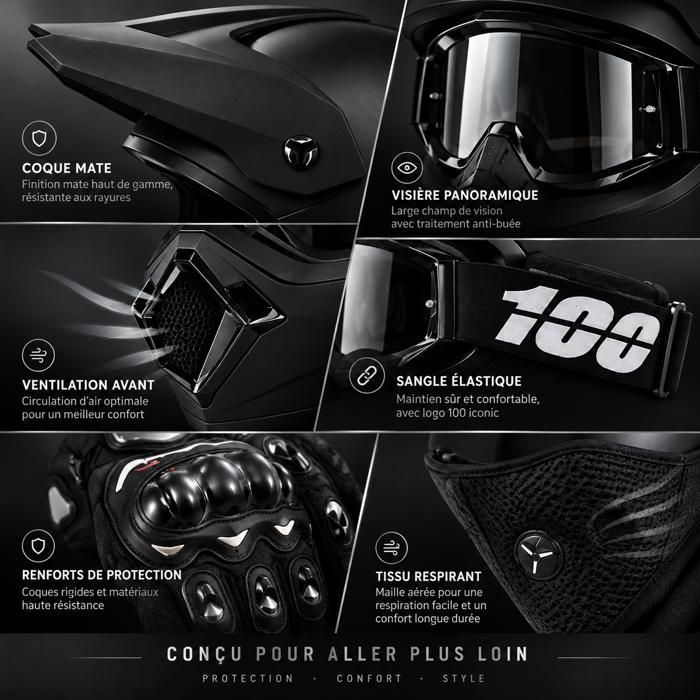 COQUE MATE
Finition mate haut de gamme,
résistante aux rayures
VISIÈRE PANORAMIQUE
Large champ de vision
avec traitement anti-buée
VENTILATION AVANT
Circulation d'air optimale
pour un meilleur confort
100
SANGLE ÉLASTIQUE
Maintien sûr et confortable,
avec logo 100 iconic
RENFORTS DE PROTECTION
Coques rigides et matériaux
haute résistance
TISSU RESPIRANT
Maille aérée pour une
respiration facile et un
confort longue durée
CONÇU POUR ALLER PLUS LOIN
PROTECTION · CONFORT · STYLE